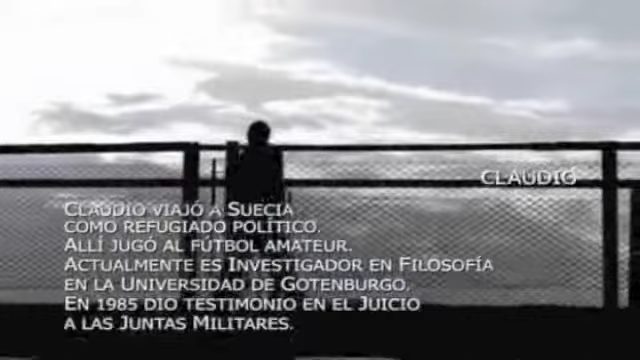 CLAUDIO
CLAUDIO VIAJÓ A SUECIA
COMO REFUGIADO POLÍTICO.
ALLÍ JUGÓ AL FÚTBOL AMATEUR.
ACTUALMENTE ES INVESTIGADOR EN FILOSOFÍA
EN LA UNIVERSIDAD DE GOTENBURGO.
EN 1985 DIO TESTIMONIO EN EL JUICIO
A LAS JUNTAS MILITARES.